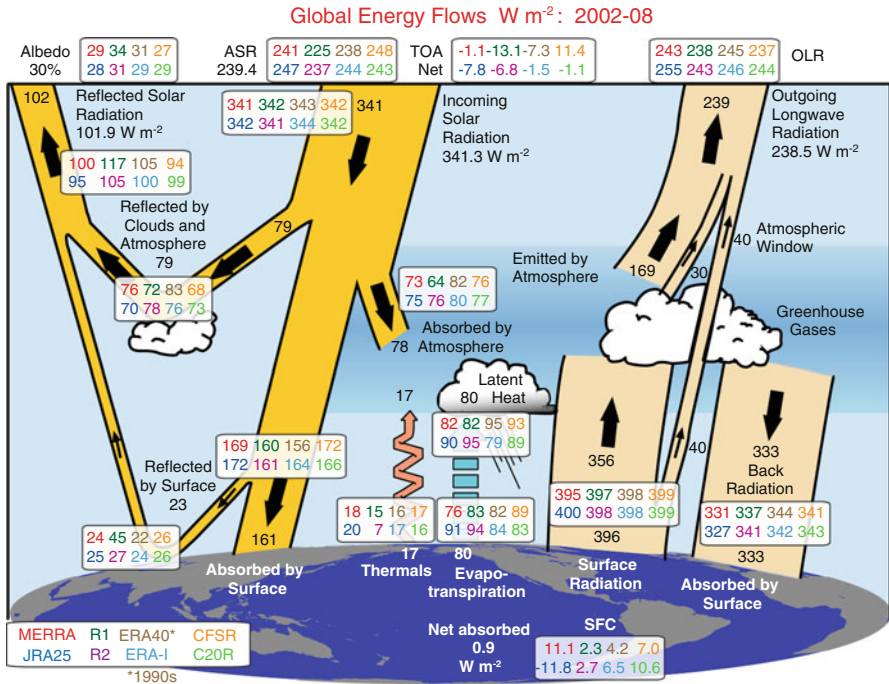 Global Energy Flows W m-2: 2002-08
Albedo
30%
29 34 31 27
28 31 29 29
ASR
239.4
241 225 238 248
247 237 244 243
TOA
Net
-1.1 -13.1 -7.3 11.4
-7.8 -6.8 -1.5 -1.1
243 238 245 237
255 243 246 244
OLR
102
Reflected Solar
Radiation
101.9 W m-2
341 342 343 342
342 341 344 342
341
Incoming
Solar
Radiation
341.3 W m-2
239
Outgoing
Longwave
Radiation
238.5 W m-2
100 117 105 94
95 105 100 99
Reflected by
Clouds and
Atmosphere
79
79
76 72 83 68
70 78 76 73
73 64 82 76
75 76 80 77
Absorbed by
Atmosphere
78
Emitted by
Atmosphere
169
30
40
Atmospheric
Window
Greenhouse
Gases
17
Latent
80 Heat
82 82 95 93
90 95 79 89
169 160 156 172
172 161 164 166
Reflected
by Surface
23
24 45 22 26
25 27 24 26
161
Absorbed by
Surface
18 15 16 17
20 7 17 16
17
Thermals
76 83 82 89
91 94 84 83
80
Evapo-
transpiration
356
395 397 398 399
400 398 398 399
396
Surface
Radiation
40
333
Back
Radiation
331 337 344 341
327 341 342 343
333
Absorbed by
Surface
Net absorbed
0.9
W m-2
SFC
11.1 2.3 4.2 7.0
-11.8 2.7 6.5 10.6
MERRA R1 ERA40* CFSR
JRA25 R2 ERA-I C20R
*1990s